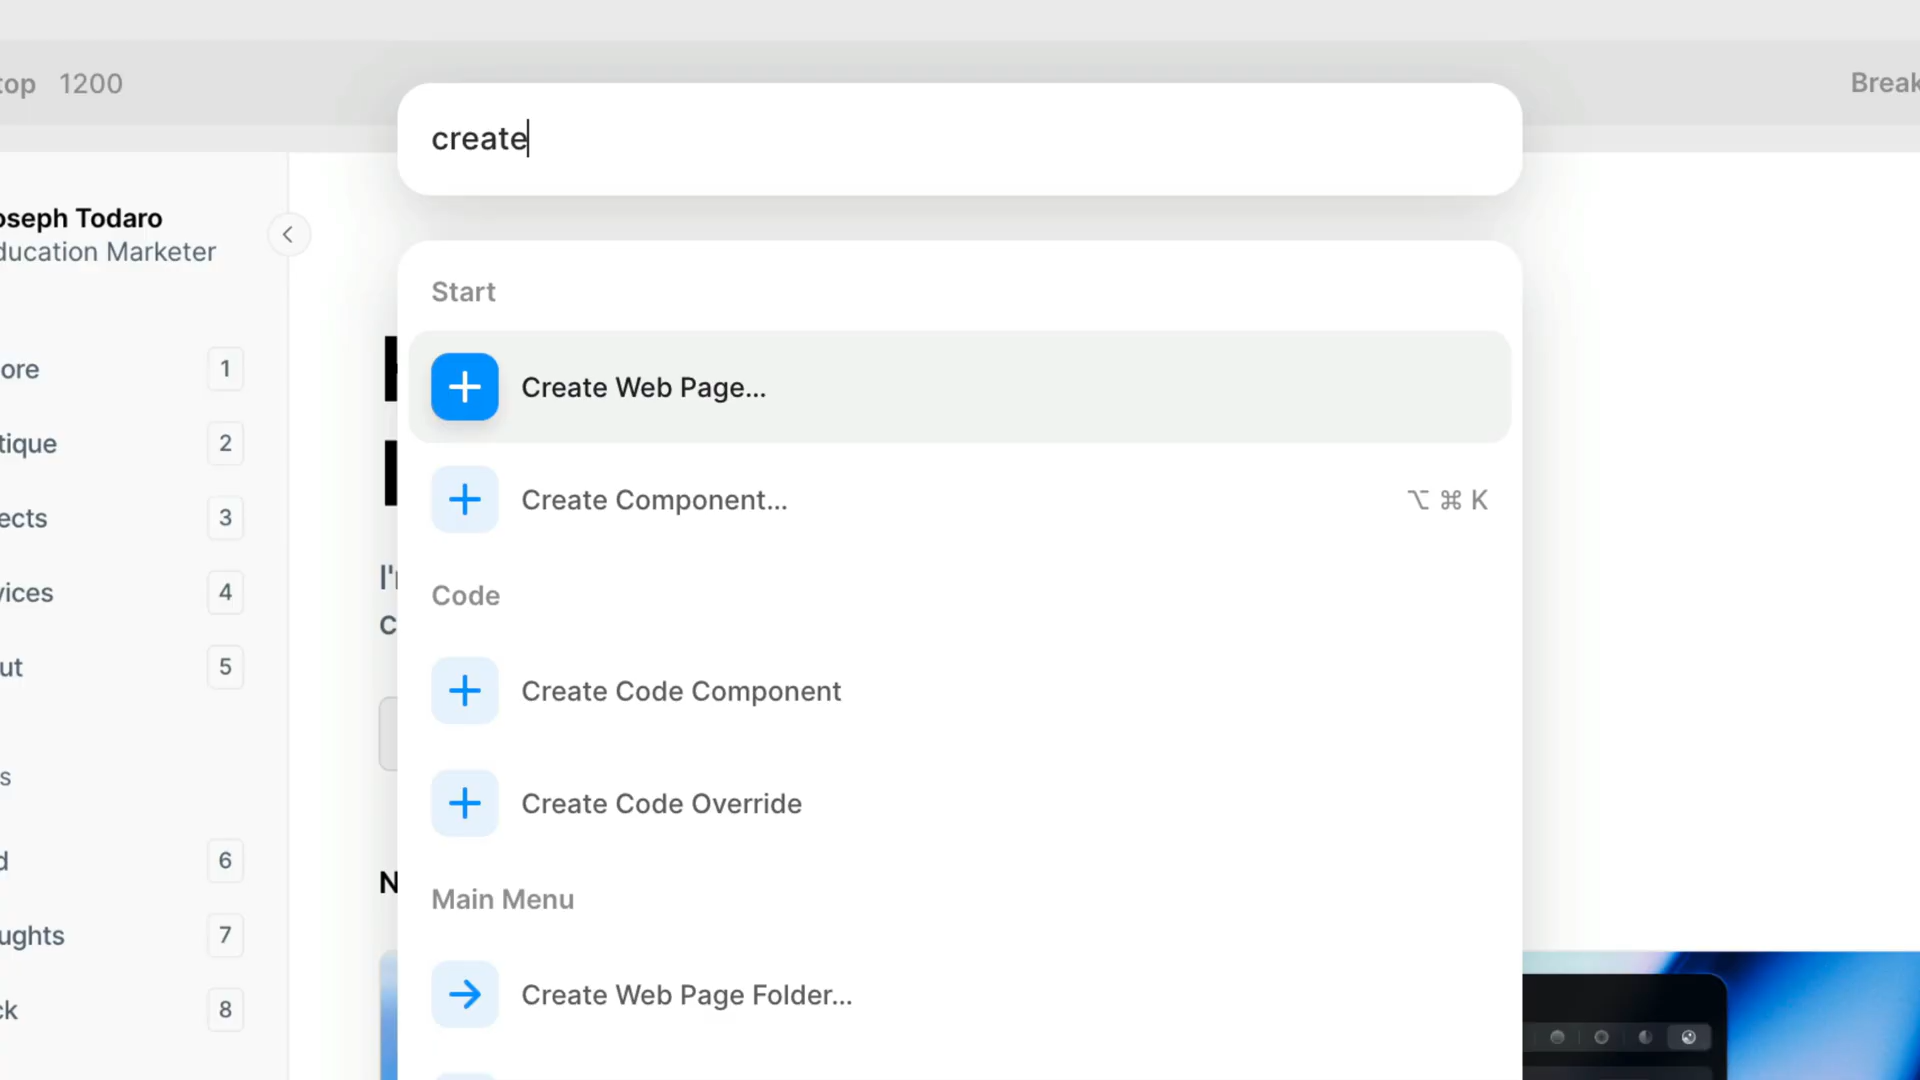 top 1200
Break
create
oseph Todaro
ducation Marketer
Start
ore 1
Create Web Page...
tique 2
Create Component... ⌥ ⌘ K
ects 3
I'
Code
vices 4
c
ut 5
Create Code Component
s
Create Code Override
d 6
N
Main Menu
ughts 7
Create Web Page Folder...
ck 8